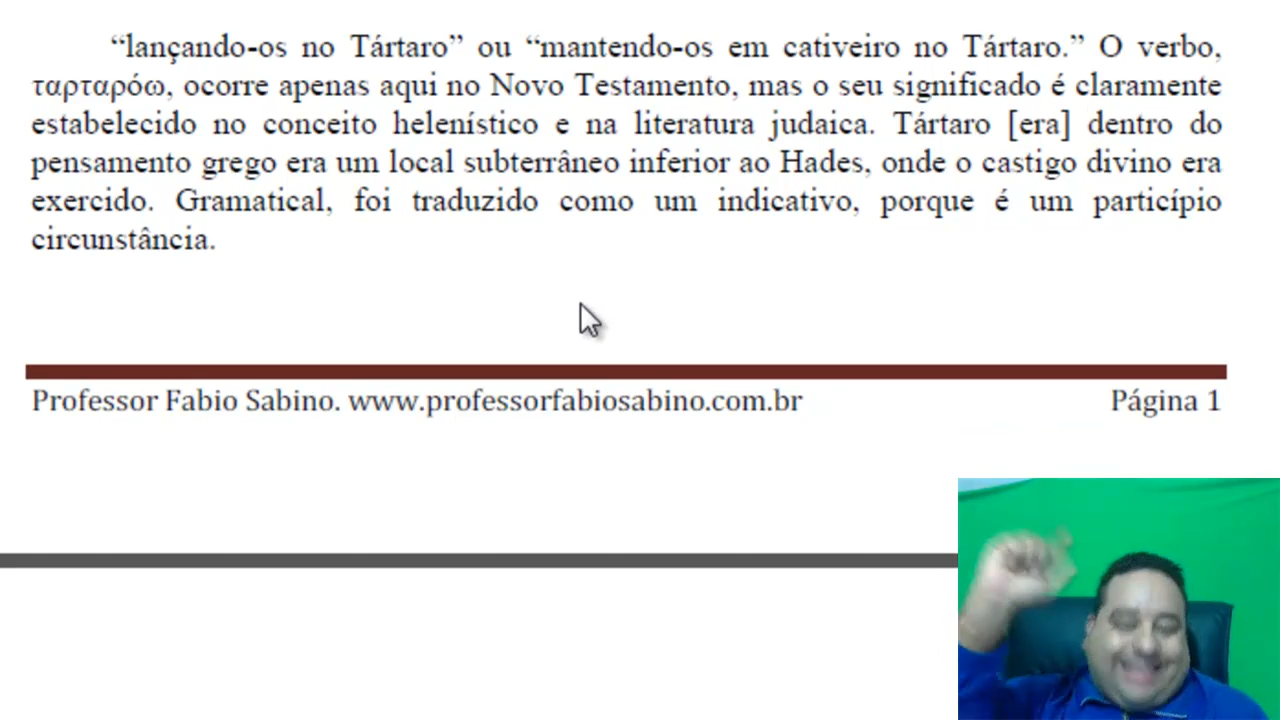 “lançando-os no Tártaro” ou “mantendo-os em cativeiro no Tártaro.” O verbo,
ταρταρόω, ocorre apenas aqui no Novo Testamento, mas o seu significado é claramente
estabelecido no conceito helenístico e na literatura judaica. Tártaro [era] dentro do
pensamento grego era um local subterrâneo inferior ao Hades, onde o castigo divino era
exercido. Gramatical, foi traduzido como um indicativo, porque é um particípio
circunstância.
Professor Fabio Sabino. www.professorfabiosabino.com.br Página 1